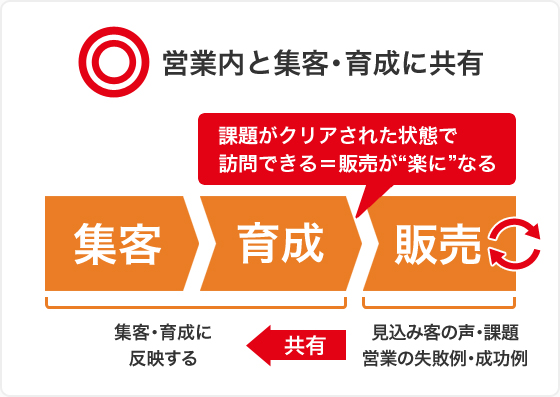 営業内と集客・育成に共有
課題がクリアされた状態で
訪問できる＝販売が“楽に”なる
集客
育成
販売
集客・育成に
反映する
共有
見込み客の声・課題
営業の失敗例・成功例